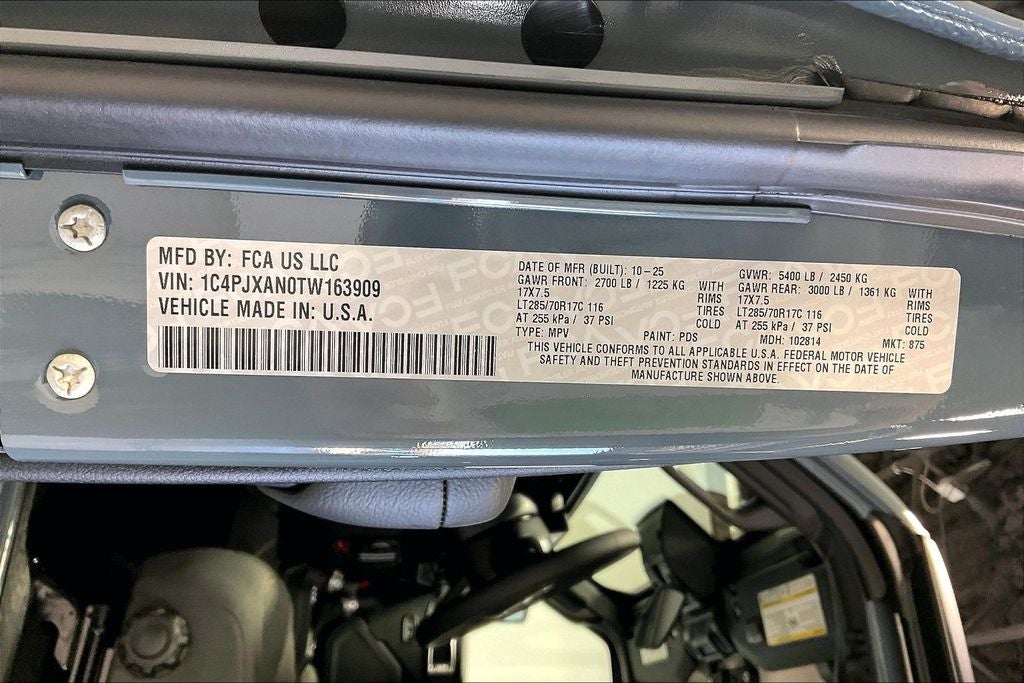 MFD BY: FCA US LLC
VIN: 1C4PJXAN0TW163909
VEHICLE MADE IN: U.S.A.
DATE OF MFR (BUILT): 10-25
GAWR FRONT: 2700 LB / 1225 KG WITH
17X7.5 RIMS
LT285/70R17C 116 TIRES
AT 255 kPa / 37 PSI COLD
TYPE: MPV PAINT: PDS
GVWR: 5400 LB / 2450 KG
GAWR REAR: 3000 LB / 1361 KG WITH
17X7.5 RIMS
LT285/70R17C 116 TIRES
AT 255 kPa / 37 PSI COLD
MDH: 102814 MKT: 875
THIS VEHICLE CONFORMS TO ALL APPLICABLE U.S.A. FEDERAL MOTOR VEHICLE
SAFETY AND THEFT PREVENTION STANDARDS IN EFFECT ON THE DATE OF
MANUFACTURE SHOWN ABOVE.